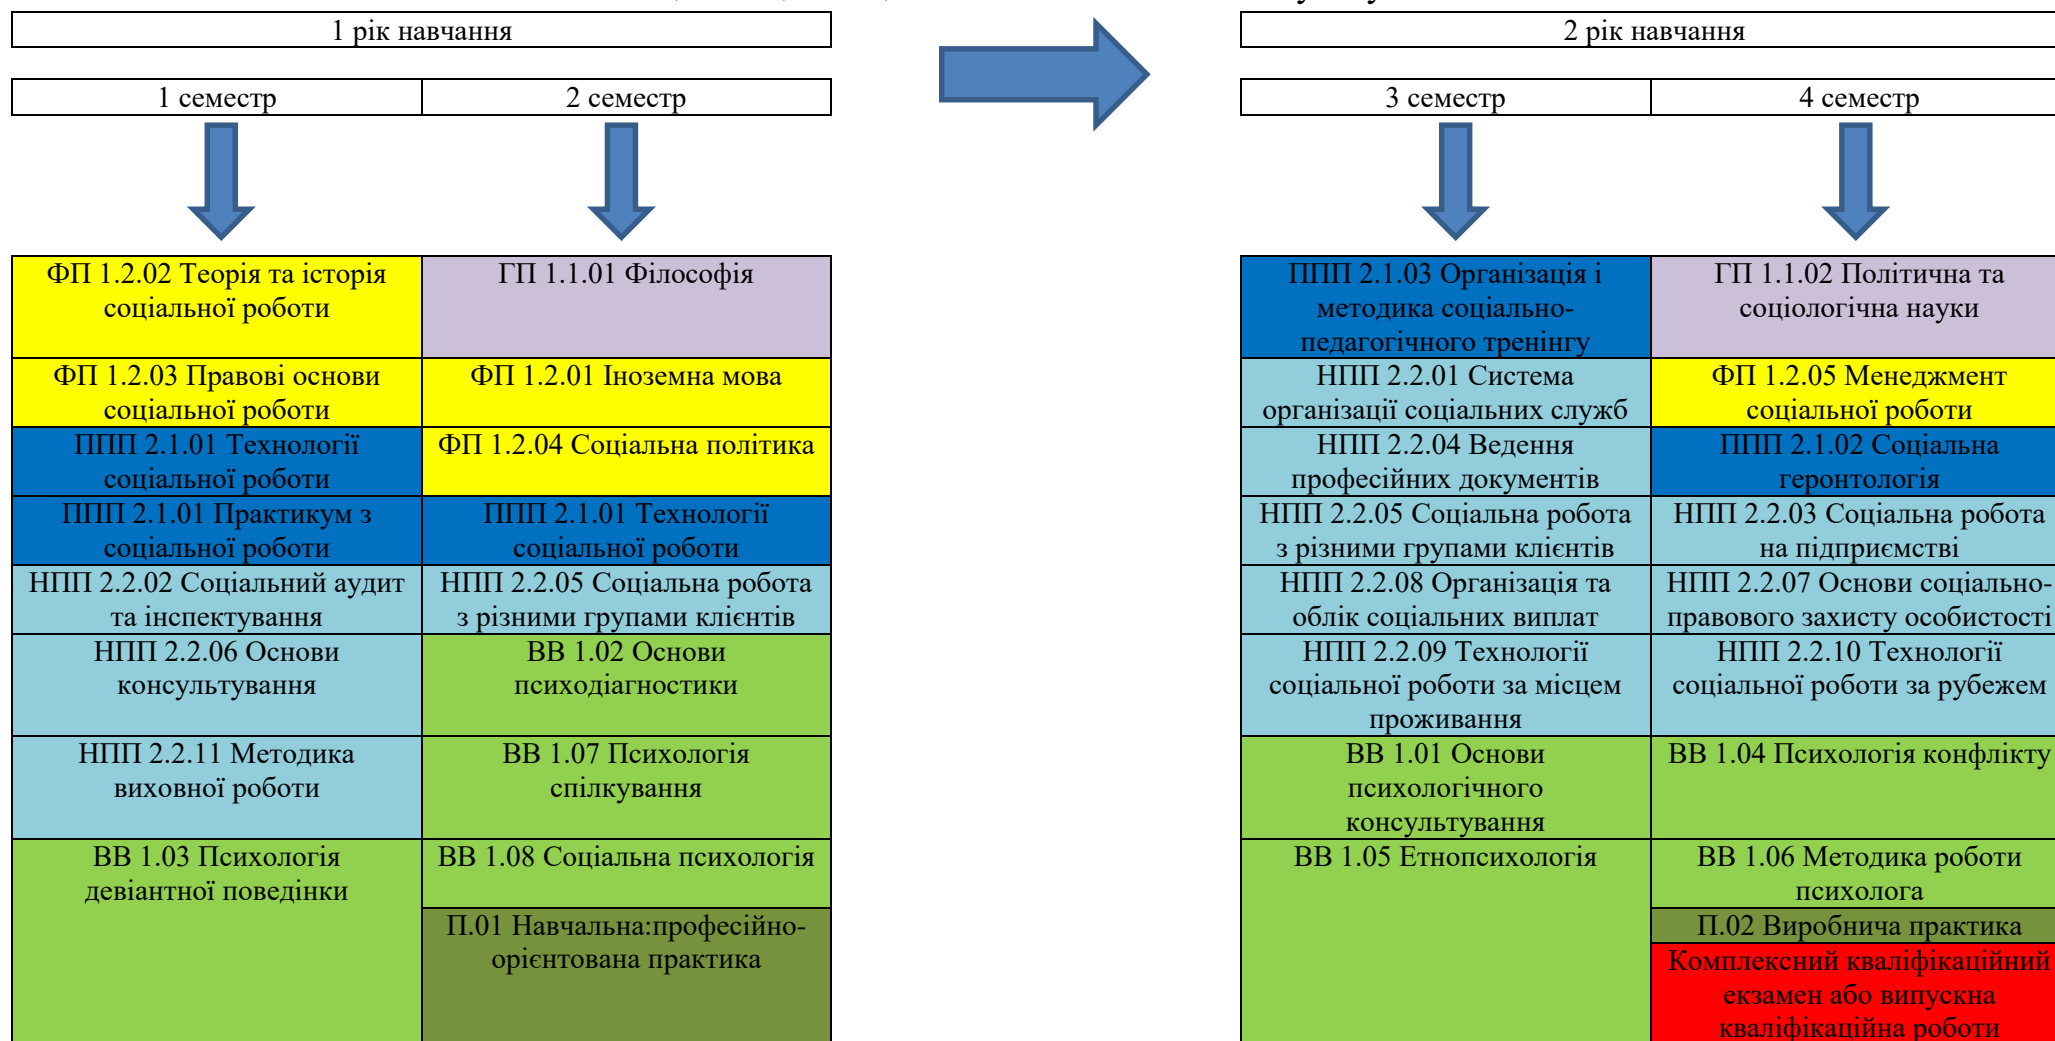 1 рік навчання
1 семестр
2 семестр
ФП 1.2.02 Теорія та історія
соціальної роботи
ГП 1.1.01 Філософія
ФП 1.2.03 Правові основи
соціальної роботи
ФП 1.2.01 Іноземна мова
ППП 2.1.01 Технології
соціальної роботи
ФП 1.2.04 Соціальна політика
ППП 2.1.01 Практикум з
соціальної роботи
ППП 2.1.01 Технології
соціальної роботи
НПП 2.2.02 Соціальний аудит
та інспектування
НПП 2.2.05 Соціальна робота
з різними групами клієнтів
НПП 2.2.06 Основи
консультування
ВВ 1.02 Основи
психодіагностики
НПП 2.2.11 Методика
виховної роботи
ВВ 1.07 Психологія
спілкування
ВВ 1.03 Психологія
девіантної поведінки
ВВ 1.08 Соціальна психологія
П.01 Навчальна:професійно-
орієнтована практика
2 рік навчання
3 семестр
4 семестр
ППП 2.1.03 Організація і
методика соціально-
педагогічного тренінгу
ГП 1.1.02 Політична та
соціологічна науки
НПП 2.2.01 Система
організації соціальних служб
ФП 1.2.05 Менеджмент
соціальної роботи
НПП 2.2.04 Ведення
професійних документів
ППП 2.1.02 Соціальна
геронтологія
НПП 2.2.05 Соціальна робота
з різними групами клієнтів
НПП 2.2.03 Соціальна робота
на підприємстві
НПП 2.2.08 Організація та
облік соціальних виплат
НПП 2.2.07 Основи соціально-
правового захисту особистості
НПП 2.2.09 Технології
соціальної роботи за місцем
проживання
НПП 2.2.10 Технології
соціальної роботи за рубежем
ВВ 1.01 Основи
психологічного
консультування
ВВ 1.04 Психологія конфлікту
ВВ 1.05 Етнопсихологія
ВВ 1.06 Методика роботи
психолога
П.02 Виробнича практика
Комплексний кваліфікаційний
екзамен або випускна
кваліфікаційна роботи